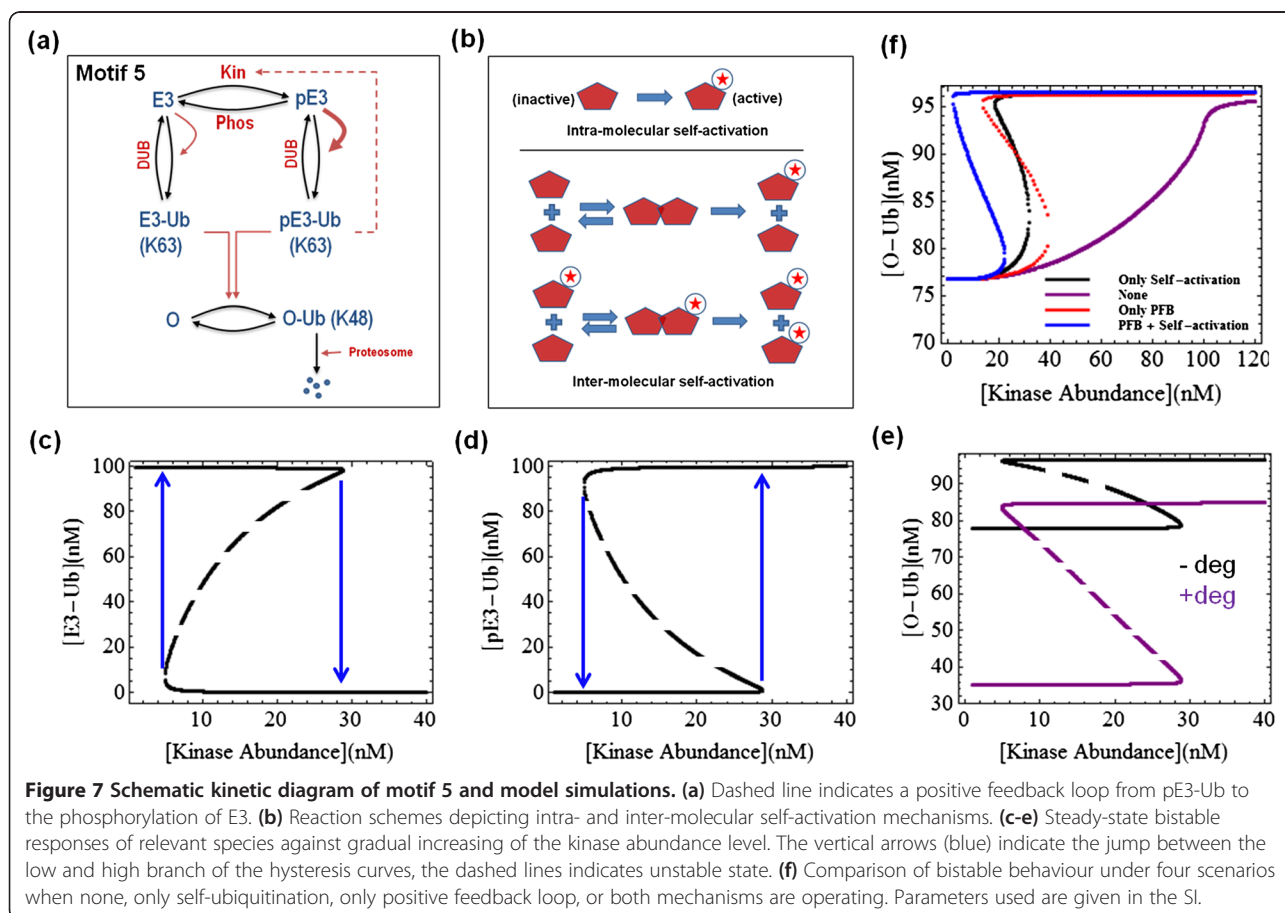 (a)
Motif 5
Kin
E3
pE3
Phos
DUB
DUB
E3-Ub
(K63)
pE3-Ub
(K63)
O
O-Ub (K48)
Proteosome
(b)
(inactive)
(active)
Intra-molecular self-activation
Inter-molecular self-activation
(f)
[O–Ub](nM)
95
90
85
80
75
70
0 20 40 60 80 100 120
Only Self–activation
None
Only PFB
PFB + Self–activation
[Kinase Abundance](nM)
(c)
[E3–Ub](nM)
100
80
60
40
20
0
10 20 30 40
[Kinase Abundance](nM)
(d)
[pE3–Ub](nM)
100
80
60
40
20
0
10 20 30 40
[Kinase Abundance](nM)
(e)
[O–Ub](nM)
90
80
70
60
50
40
30
- deg
+deg
0 10 20 30 40
[Kinase Abundance](nM)
Figure 7 Schematic kinetic diagram of motif 5 and model simulations. (a) Dashed line indicates a positive feedback loop from pE3-Ub to
the phosphorylation of E3. (b) Reaction schemes depicting intra- and inter-molecular self-activation mechanisms. (c-e) Steady-state bistable
responses of relevant species against gradual increasing of the kinase abundance level. The vertical arrows (blue) indicate the jump between the
low and high branch of the hysteresis curves, the dashed lines indicates unstable state. (f) Comparison of bistable behaviour under four scenarios
when none, only self-ubiquitination, only positive feedback loop, or both mechanisms are operating. Parameters used are given in the SI.